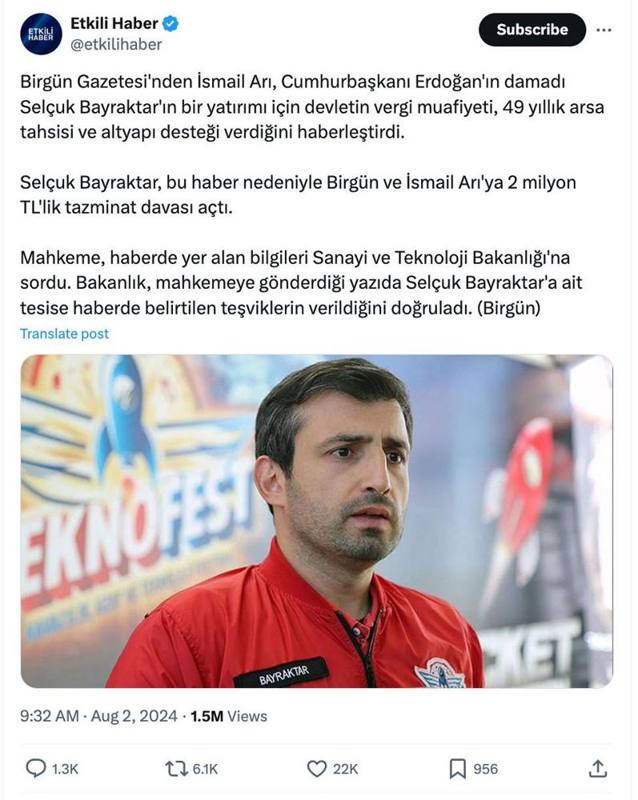 Etkili Haber
ETKİLİ
HABER
@etkilihaber
Subscribe
Birgün Gazetesi'nden İsmail Arı, Cumhurbaşkanı Erdoğan'ın damadı
Selçuk Bayraktar'ın bir yatırımı için devletin vergi muafiyeti, 49 yıllık arsa
tahsisi ve altyapı desteği verdiğini haberleştirdi.
Selçuk Bayraktar, bu haber nedeniyle Birgün ve İsmail Arı'ya 2 milyon
TL'lik tazminat davası açtı.
Mahkeme, haberde yer alan bilgileri Sanayi ve Teknoloji Bakanlığı'na
sordu. Bakanlık, mahkemeye gönderdiği yazıda Selçuk Bayraktar'a ait
tesise haberde belirtilen teşviklerin verildiğini doğruladı. (Birgün)
Translate post
EKNOFEST
CKET
BAYRAKTAR
9:32 AM · Aug 2, 2024 · 1.5M Views
1.3K
6.1K
22K
956